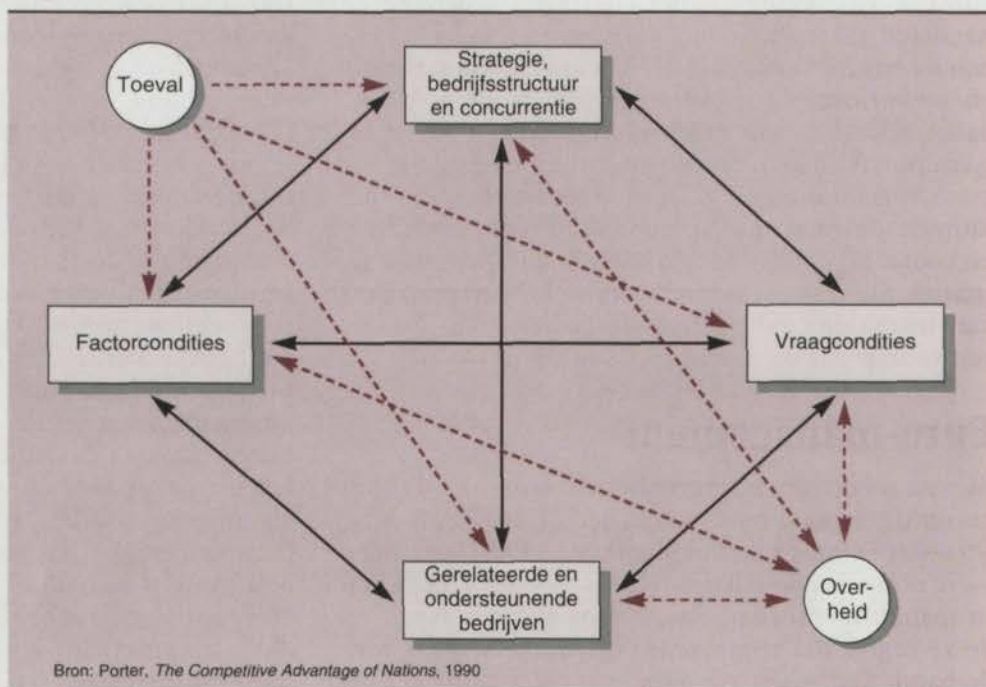 Toeval
Strategie,
bedrijfsstructuur
en concurrentie
Factorcondities
Vraagcondities
Gerelateerde en
ondersteunende
bedrijven
Over-
heid
Bron: Porter, The Competitive Advantage of Nations, 1990